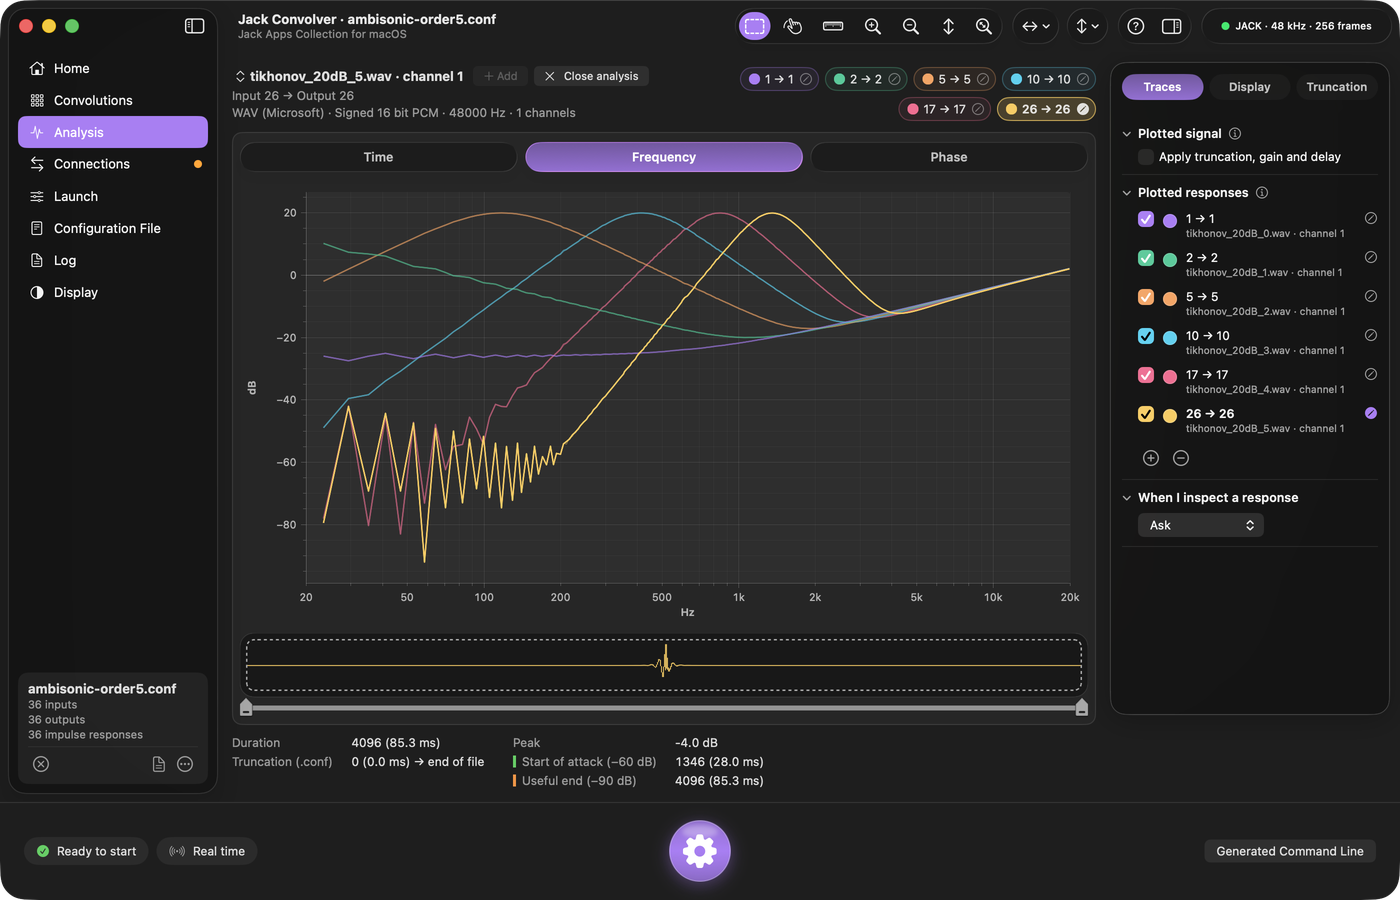 Jack Convolver · ambisonic-order5.conf
Jack Apps Collection for macOS
JACK · 48 kHz · 256 frames
Home
Convolutions
Analysis
Connections
Launch
Configuration File
Log
Display
ambisonic-order5.conf
36 inputs
36 outputs
36 impulse responses
tikhonov_20dB_5.wav · channel 1
+ Add
Close analysis
Input 26 → Output 26
WAV (Microsoft) · Signed 16 bit PCM · 48000 Hz · 1 channels
1 → 1
2 → 2
5 → 5
10 → 10
17 → 17
26 → 26
Time
Frequency
Phase
20
0
−20
−40
−60
−80
dB
20
50
100
200
500
1k
2k
5k
10k
20k
Hz
Duration
4096 (85.3 ms)
Truncation (.conf)
0 (0.0 ms) → end of file
Peak
-4.0 dB
Start of attack (−60 dB)
1346 (28.0 ms)
Useful end (−90 dB)
4096 (85.3 ms)
Traces
Display
Truncation
Plotted signal
Apply truncation, gain and delay
Plotted responses
1 → 1
tikhonov_20dB_0.wav · channel 1
2 → 2
tikhonov_20dB_1.wav · channel 1
5 → 5
tikhonov_20dB_2.wav · channel 1
10 → 10
tikhonov_20dB_3.wav · channel 1
17 → 17
tikhonov_20dB_4.wav · channel 1
26 → 26
tikhonov_20dB_5.wav · channel 1
When I inspect a response
Ask
Ready to start
Real time
Generated Command Line